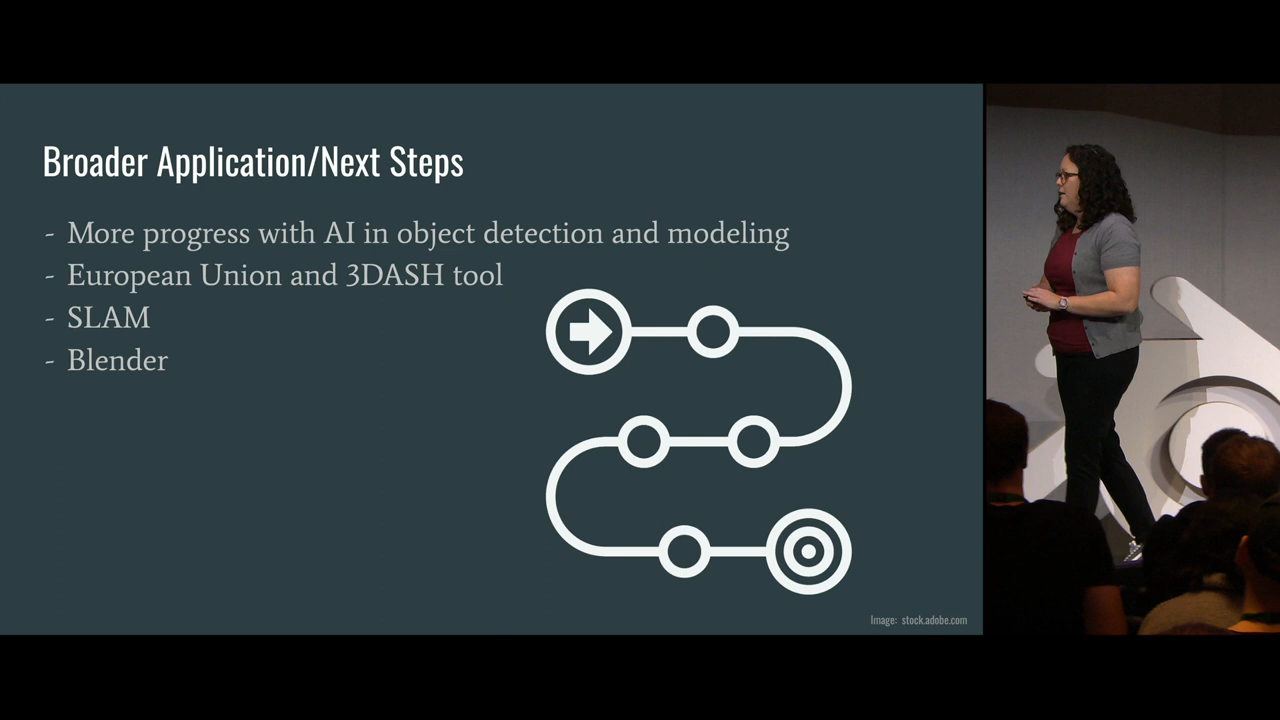 Broader Application/Next Steps
- More progress with AI in object detection and modeling
- European Union and 3DASH tool
- SLAM
- Blender
Image: stock.adobe.com